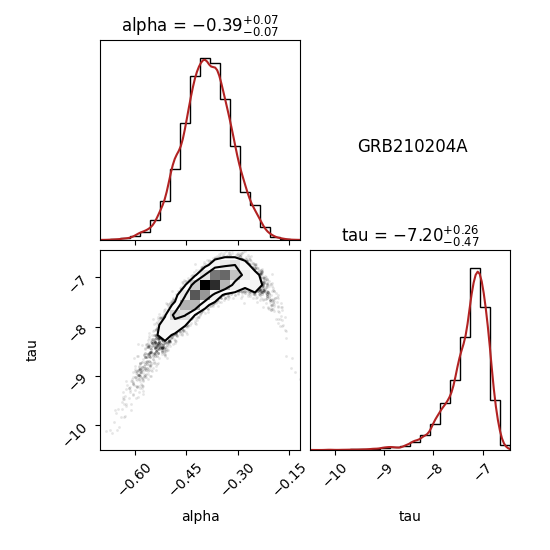 alpha = −0.39+0.07−0.07
GRB210204A
tau = −7.20+0.26−0.47
−7
−8
−9
−10
tau
−0.60 −0.45 −0.30 −0.15
−10 −9 −8 −7
alpha tau